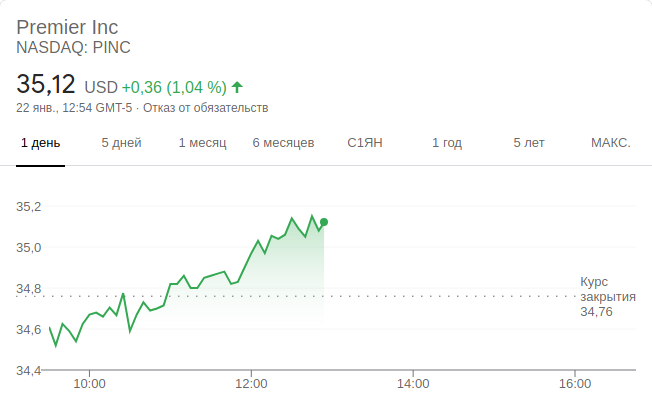 Premier Inc
NASDAQ: PINC
35,12 USD +0,36 (1,04 %)
22 янв., 12:54 GMT-5 · Отказ от обязательств
1 день 5 дней 1 месяц 6 месяцев С1ЯН 1 год 5 лет МАКС.
35,2
35,0
34,8
34,6
34,4
Курс
закрытия
34,76
10:00 12:00 14:00 16:00